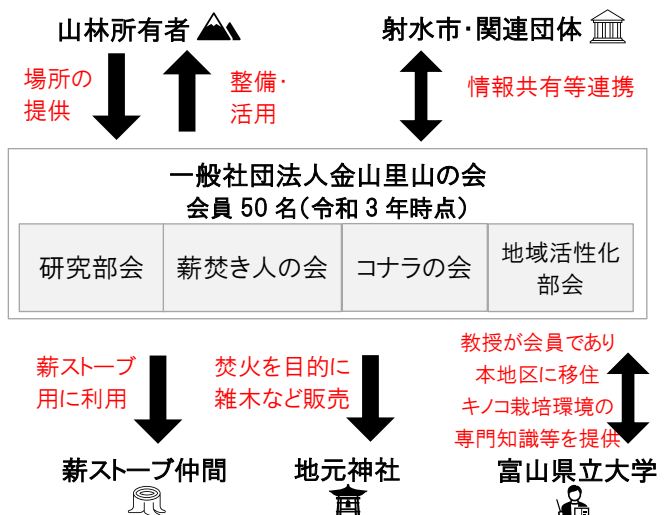 山林所有者
射水市・関連団体
場所の
提供
整備・
活用
情報共有等連携
一般社団法人金山里山の会
会員50名(令和3年時点)
研究部会
薪焚き人の会
コナラの会
地域活性化
部会
薪ストーブ
用に利用
焚火を目的に
雑木など販売
教授が会員であり
本地区に移住
キノコ栽培環境の
専門知識等を提供
薪ストーブ仲間
地元神社
富山県立大学